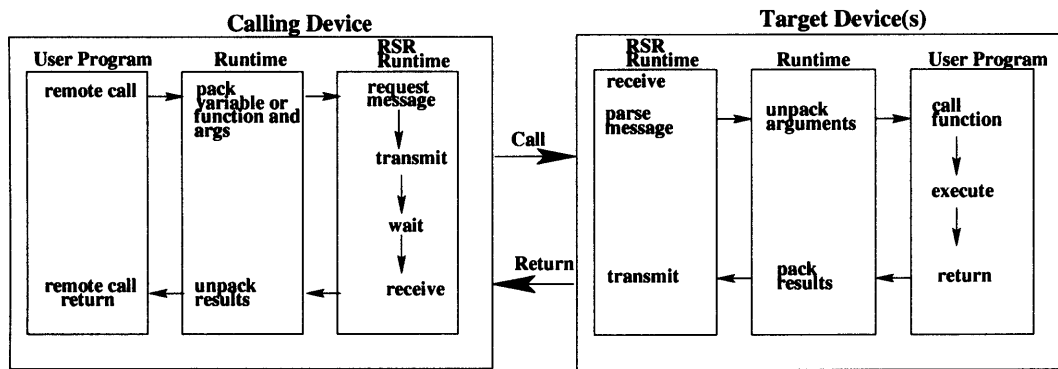 Calling Device
Target Device(s)
User Program
Runtime
RSR
Runtime
remote call
pack
variable or
function and
args
request
message
transmit
wait
receive
remote call
return
unpack
results
Call
Return
RSR
Runtime
Runtime
User Program
receive
parse
message
unpack
arguments
call
function
execute
return
transmit
pack
results